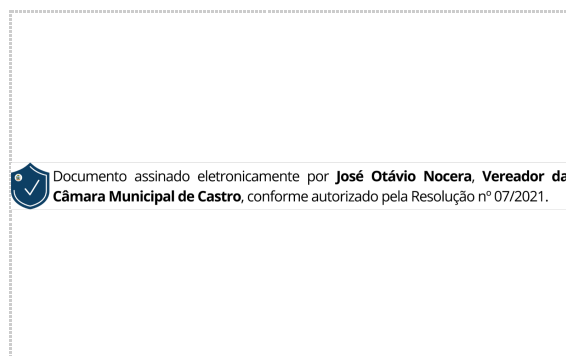 Documento assinado eletronicamente por José Otávio Nocera, Vereador da
Câmara Municipal de Castro, conforme autorizado pela Resolução nº 07/2021.